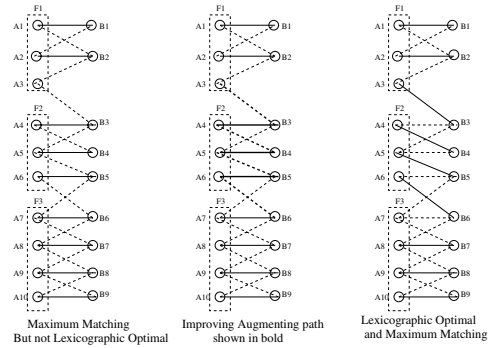 F1
A1
B1
A2
B2
A3
F2
B3
A4
A5
B4
A6
B5
F3
A7
B6
A8
B7
A9
B8
A10
B9
Maximum Matching
But not Lexicographic Optimal
F1
A1
B1
A2
B2
A3
F2
B3
A4
A5
B4
A6
B5
F3
A7
B6
A8
B7
A9
B8
A10
B9
Improving Augmenting path
shown in bold
F1
A1
B1
A2
B2
A3
F2
B3
A4
A5
B4
A6
B5
F3
A7
B6
A8
B7
A9
B8
A10
B9
Lexicographic Optimal
and Maximum Matching